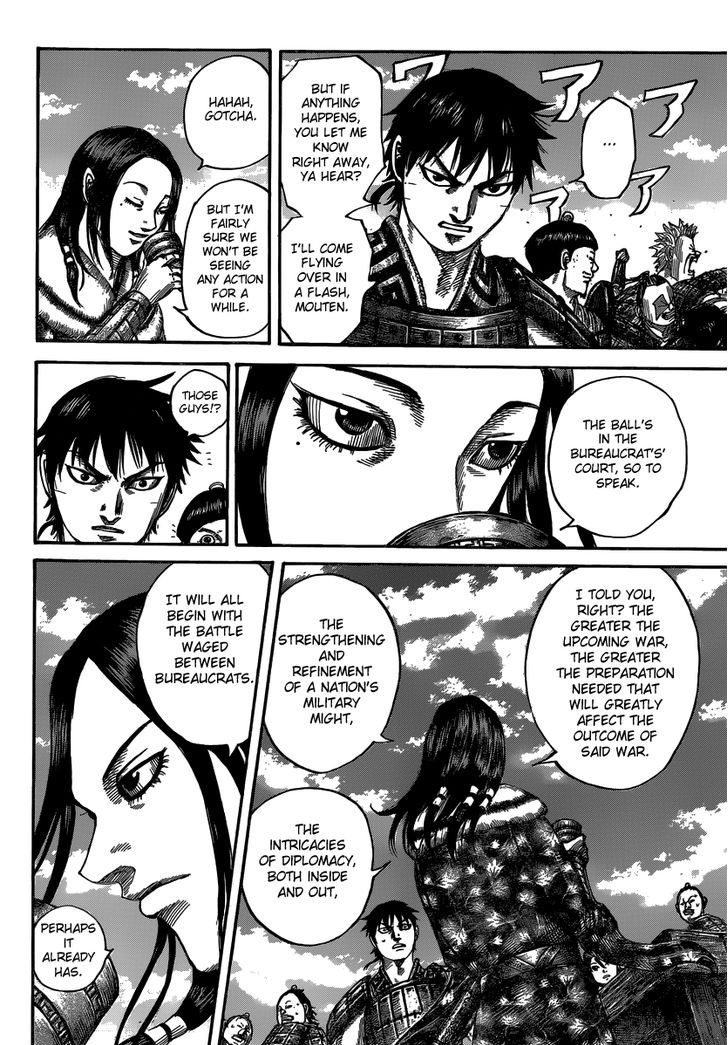 BUT IF
ANYTHING
HAPPENS,
YOU LET ME
KNOW
RIGHT AWAY,
YA HEAR?
I'LL COME
FLYING
OVER IN
A FLASH,
MOUTEN.
...
ワアアア
HAHAH,
GOTCHA.
BUT I'M
FAIRLY
SURE WE
WON'T BE
SEEING
ANY ACTION
FOR A
WHILE.
THE BALL'S
IN THE
BUREAUCRAT'S'
COURT, SO TO
SPEAK.
THOSE
GUYS!?
I TOLD YOU,
RIGHT? THE
GREATER THE
UPCOMING WAR,
THE GREATER
THE PREPARATION
NEEDED THAT
WILL GREATLY
AFFECT THE
OUTCOME OF
SAID WAR.
THE
STRENGTHENING
AND
REFINEMENT
OF A NATION'S
MILITARY
MIGHT,
THE
INTRICACIES
OF DIPLOMACY,
BOTH INSIDE
AND OUT,
IT WILL ALL
BEGIN WITH
THE BATTLE
WAGED
BETWEEN
BUREAUCRATS.
PERHAPS
IT
ALREADY
HAS.